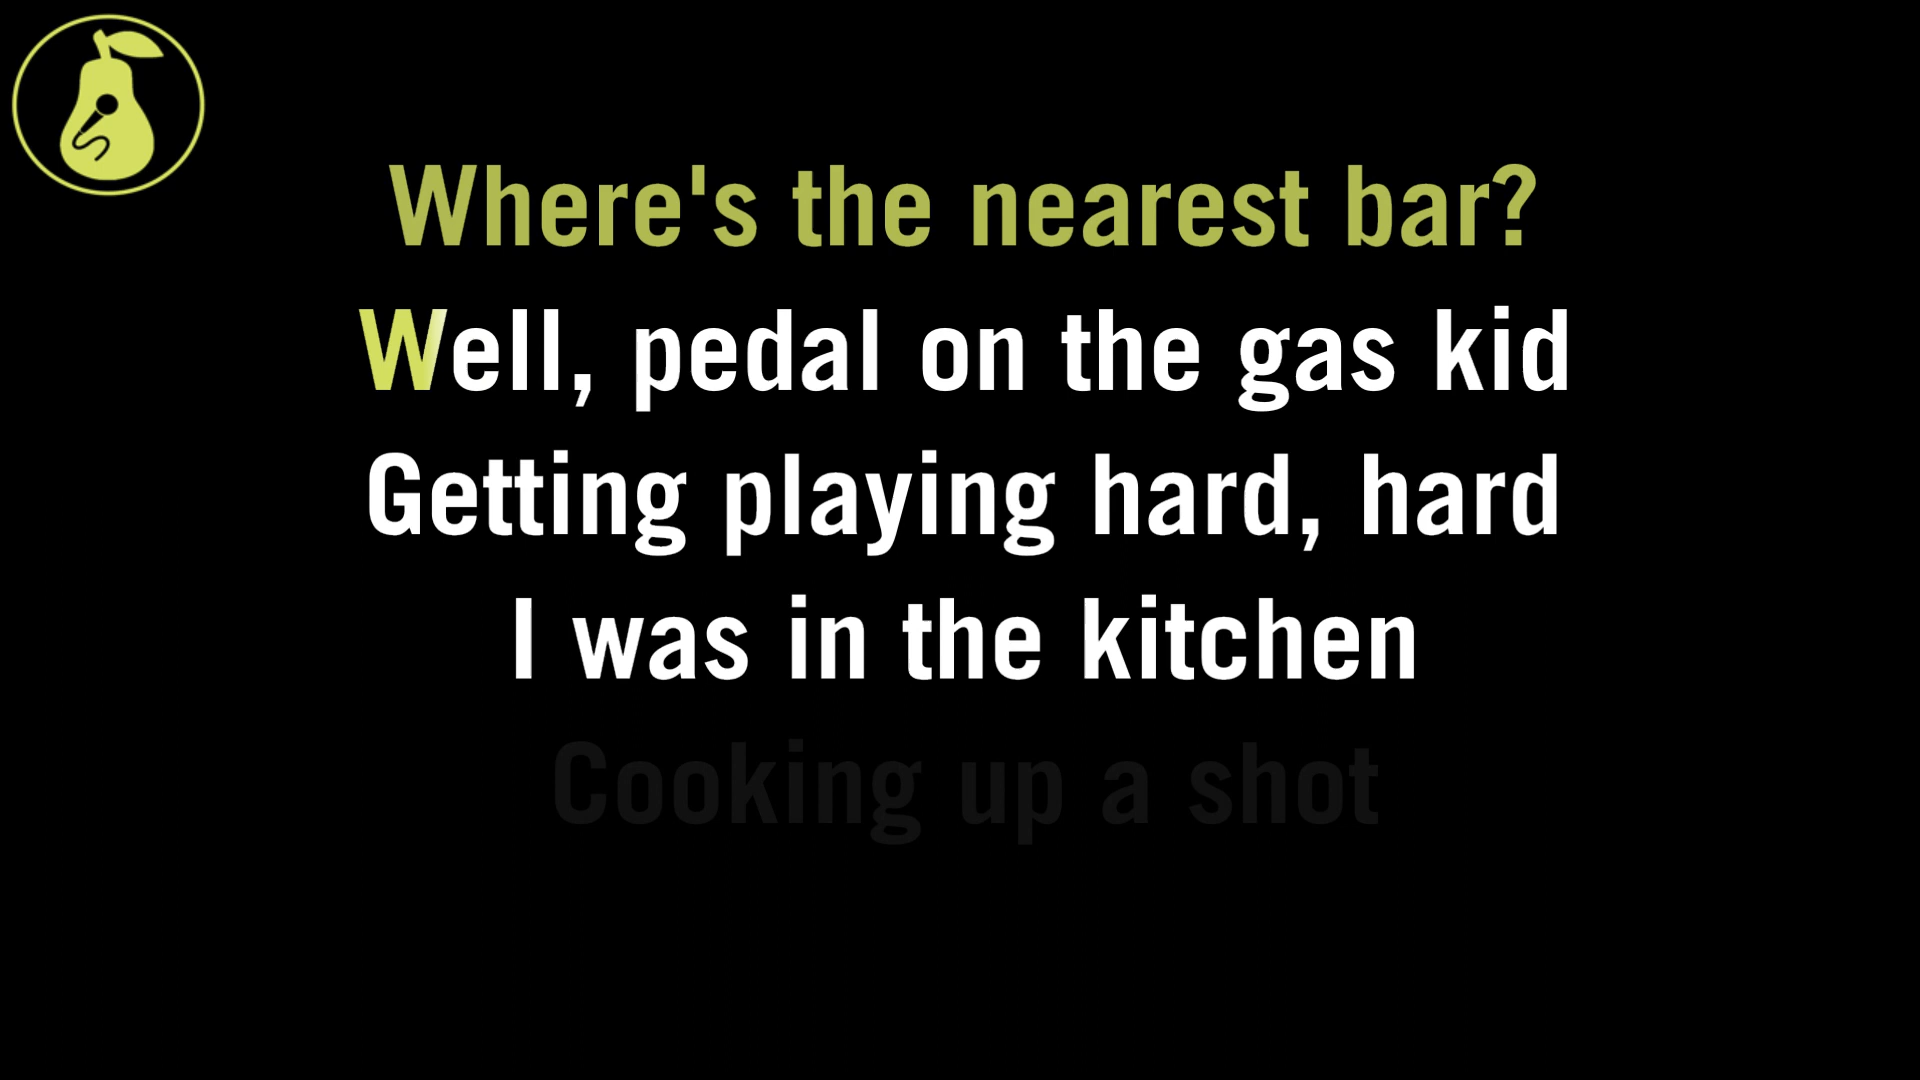 Where's the nearest bar?
Well, pedal on the gas kid
Getting playing hard, hard
I was in the kitchen
Cooking up a shot